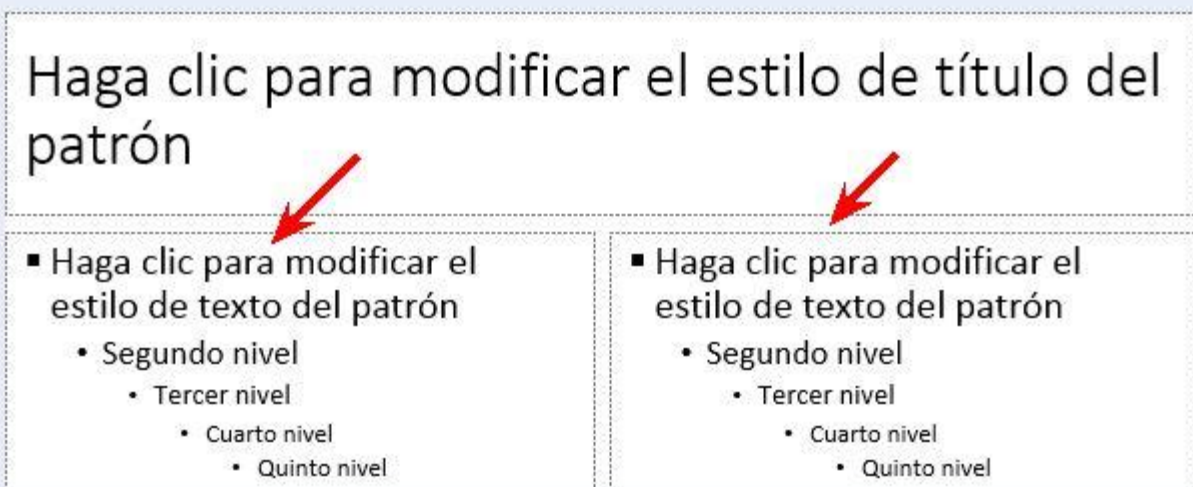 Haga clic para modificar el estilo de título del
patrón
▪ Haga clic para modificar el
estilo de texto del patrón
• Segundo nivel
• Tercer nivel
• Cuarto nivel
• Quinto nivel
▪ Haga clic para modificar el
estilo de texto del patrón
• Segundo nivel
• Tercer nivel
• Cuarto nivel
• Quinto nivel